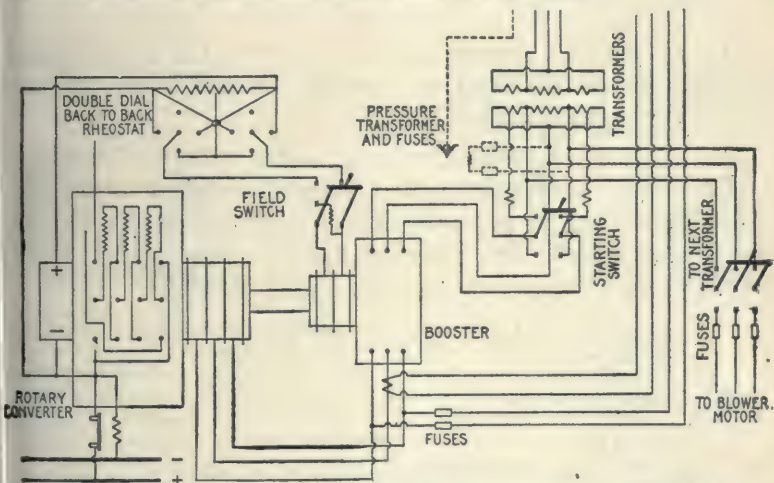 DOUBLE DIAL
BACK TO BACK
RHEOSTAT
PRESSURE
TRANSFORMER
AND FUSES
TRANSFORMERS
FIELD
SWITCH
STARTING
SWITCH
TO NEXT
TRANSFORMER
+
−
BOOSTER
FUSES
ROTARY
CONVERTER
TO BLOWER
MOTOR
FUSES
−
+